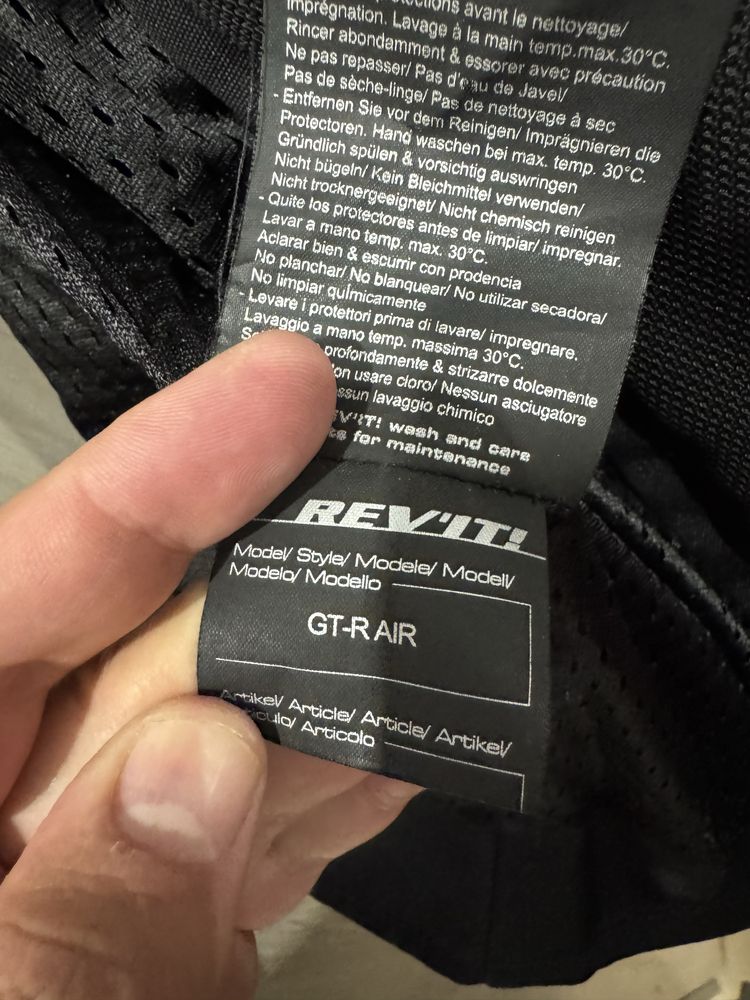 avant le nettoyage/
imprégnation. Lavage à la main temp.max.30°C.
Rincer abondamment & essorer avec précaution
Ne pas repasser/ Pas d'eau de Javel/
Pas de sèche-linge/ Pas de nettoyage à sec
- Entfernen Sie vor dem Reinigen/ Imprägnieren die
Protectoren. Hand waschen bei max. temp. 30°C.
Gründlich spülen & vorsichtig auswringen
Nicht bügeln/ Kein Bleichmittel verwenden/
Nicht trocknergeeignet/ Nicht chemisch reinigen
- Quite los protectores antes de limpiar/ impregnar.
Lavar a mano temp. max. 30°C.
Aclarar bien & escurrir con prodencia
No planchar/ No blanquear/ No utilizar secadora/
No limpiar químicamente
- Levare i protettori prima di lavare/ impregnare.
Lavaggio a mano temp. massima 30°C.
profondamente & strizzare dolcemente
usare cloro/ Nessun asciugatore
lavaggio chimico
REV'IT! wash and care
for maintenance
REV'IT!
Model/ Style/ Modele/ Modell/
Modelo/ Modello
GT-R AIR
Artikel/ Article/ Article/ Artikel/
Articolo